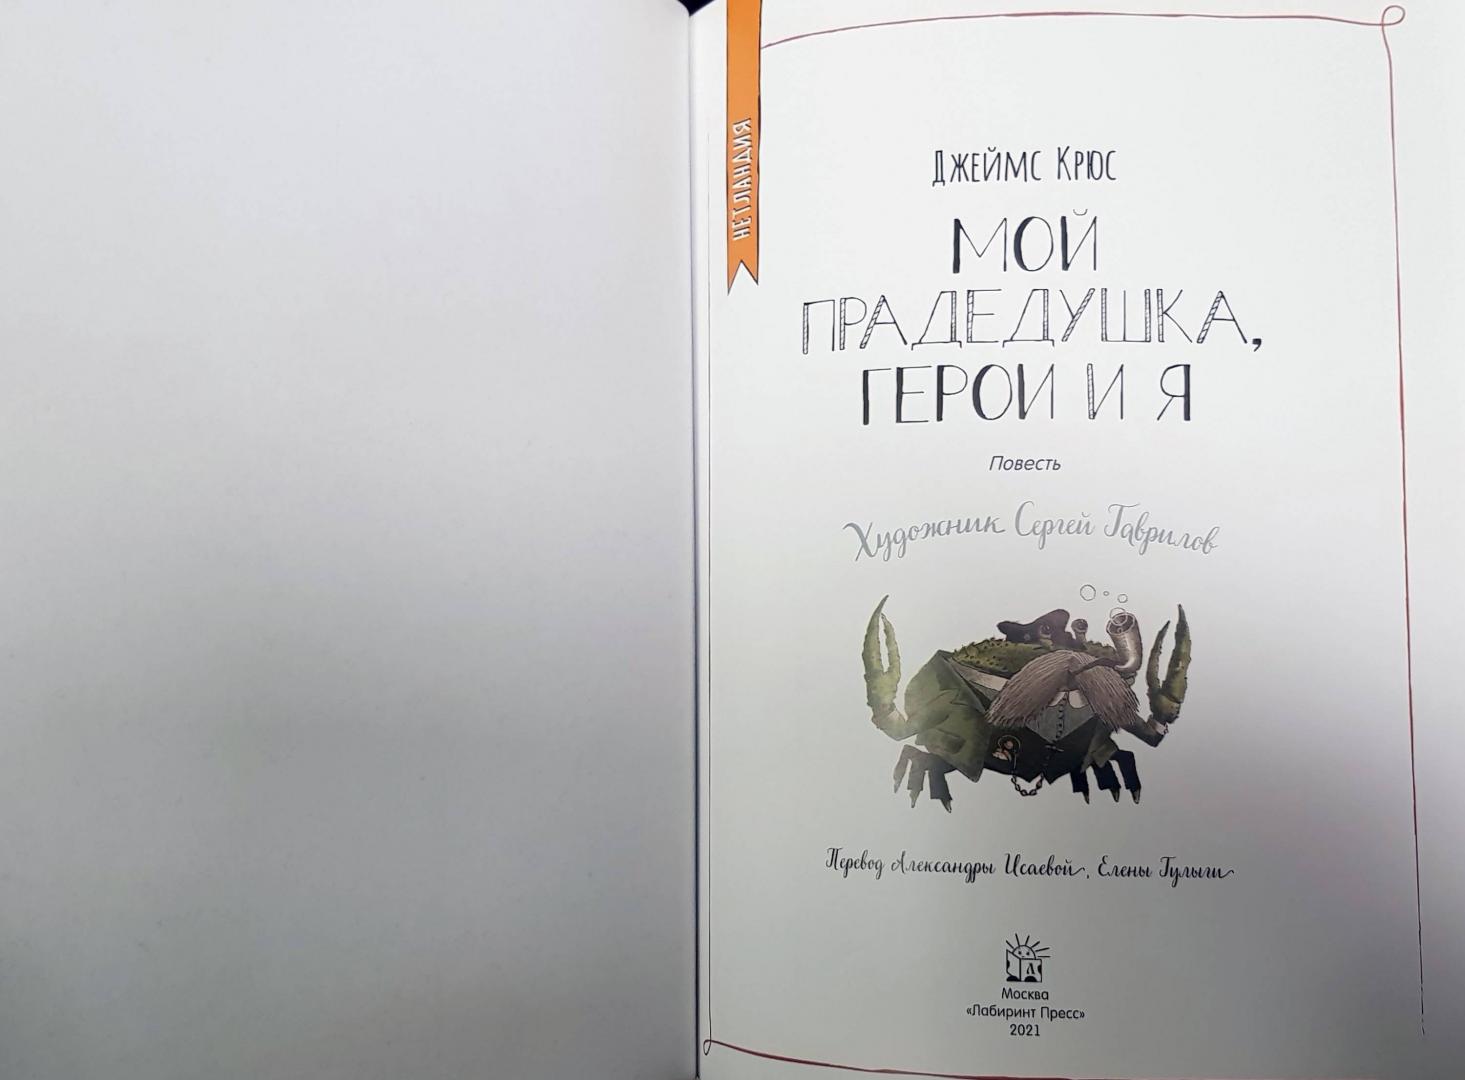 НЕТЛАНДИЯ
Джеймс Крюс
МОЙ
ПРАДЕДУШКА,
ГЕРОИ И Я
Повесть
Художник Сергей Гаврилов
Перевод Александры Исаевой, Елены Гулыги
Л
Москва
«Лабиринт Пресс»
2021